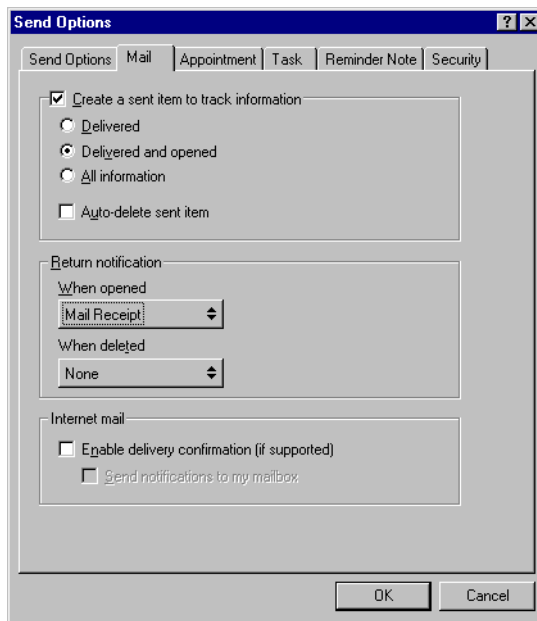 Send Options
Send Options Mail Appointment Task Reminder Note Security
Create a sent item to track information
Delivered
Delivered and opened
All information
Auto-delete sent item
Return notification
When opened
Mail Receipt
When deleted
None
Internet mail
Enable delivery confirmation (if supported)
Send notifications to my mailbox
OK Cancel